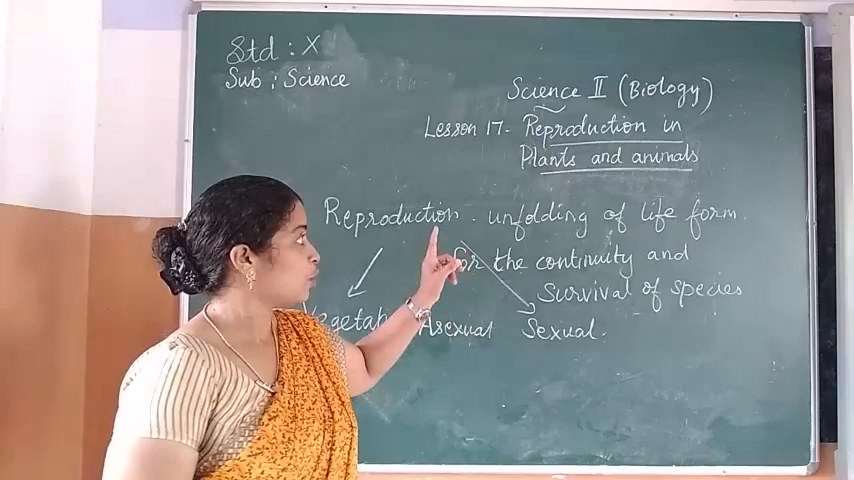 Std : X
Sub : Science
Science II (Biology)
Lesson 17. Reproduction in
Plants and animals
Reproduction - unfolding of life form.
for the continuity and
Survival of species
Asexual Sexual.